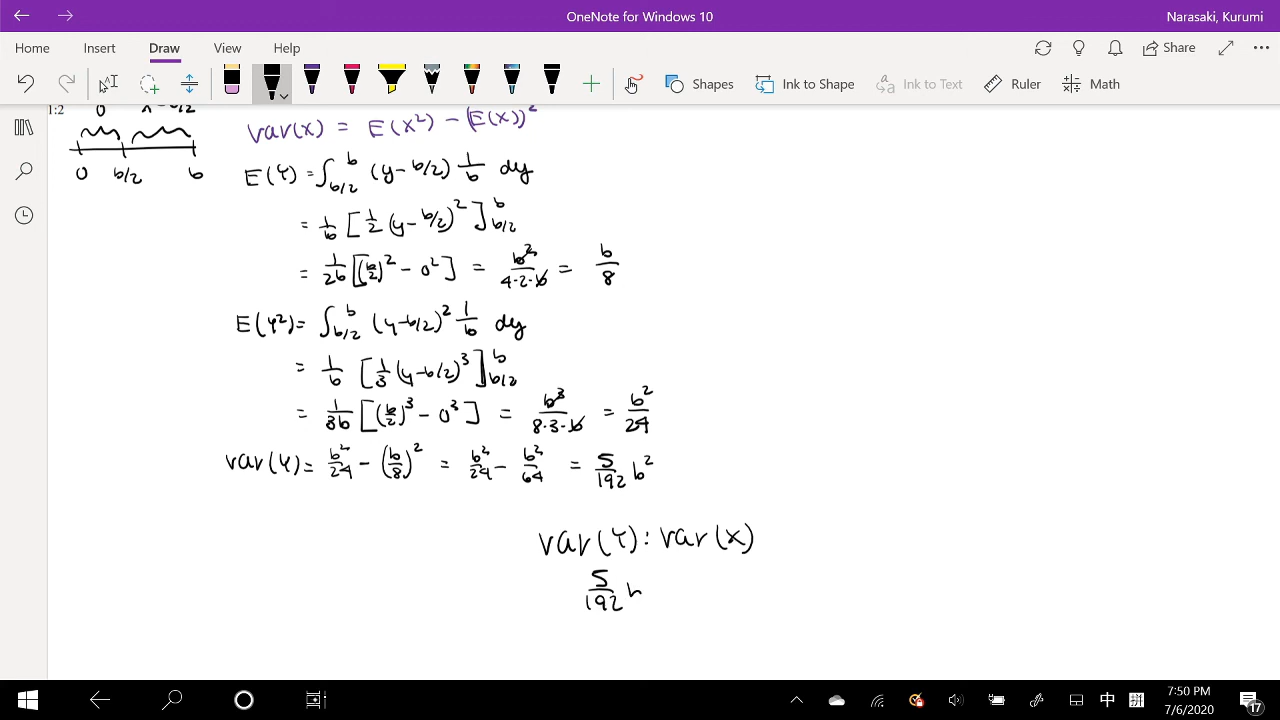 OneNote for Windows 10
Narasaki, Kurumi
Home Insert Draw View Help
Share
Shapes Ink to Shape Ink to Text Ruler Math
1:2
var(x) = E(X²) - (E(X))²
0 b/2 b
E(Y) = ∫_{b/2}^{b} (y - b/2) 1/b dy
= 1/b [1/2 (y - b/2)²]_{b/2}^{b}
= 1/2b [(b/2)² - 0²] = b²/4·2·b = b/8
E(Y²) = ∫_{b/2}^{b} (y-b/2)² 1/b dy
= 1/b [1/3 (y-b/2)³]_{b/2}^{b}
= 1/3b [(b/2)³ - 0³] = b³/8·3·b = b²/24
var(Y) = b²/24 - (b/8)² = b²/24 - b²/64 = 5/192 b²
var(Y) : var(X)
5/192
中
7:50 PM
7/6/2020
17